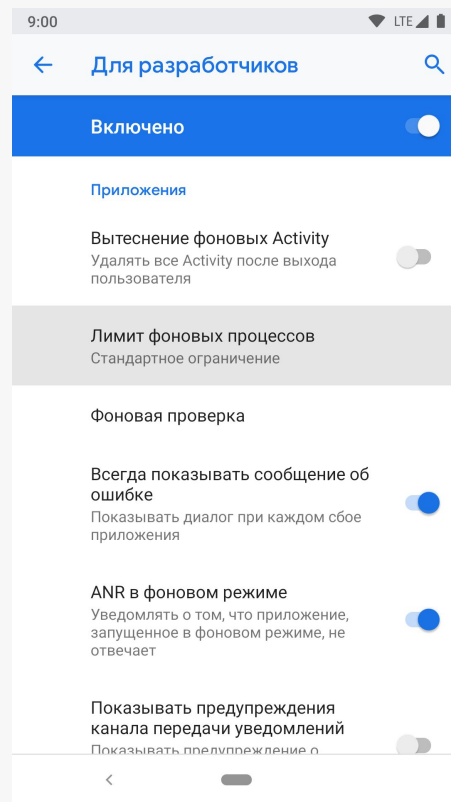 9:00 LTE
Для разработчиков
Включено
Приложения
Вытеснение фоновых Activity
Удалять все Activity после выхода
пользователя
Лимит фоновых процессов
Стандартное ограничение
Фоновая проверка
Всегда показывать сообщение об
ошибке
Показывать диалог при каждом сбое
приложения
ANR в фоновом режиме
Уведомлять о том, что приложение,
запущенное в фоновом режиме, не
отвечает
Показывать предупреждения
канала передачи уведомлений
Показывать предупреждение о